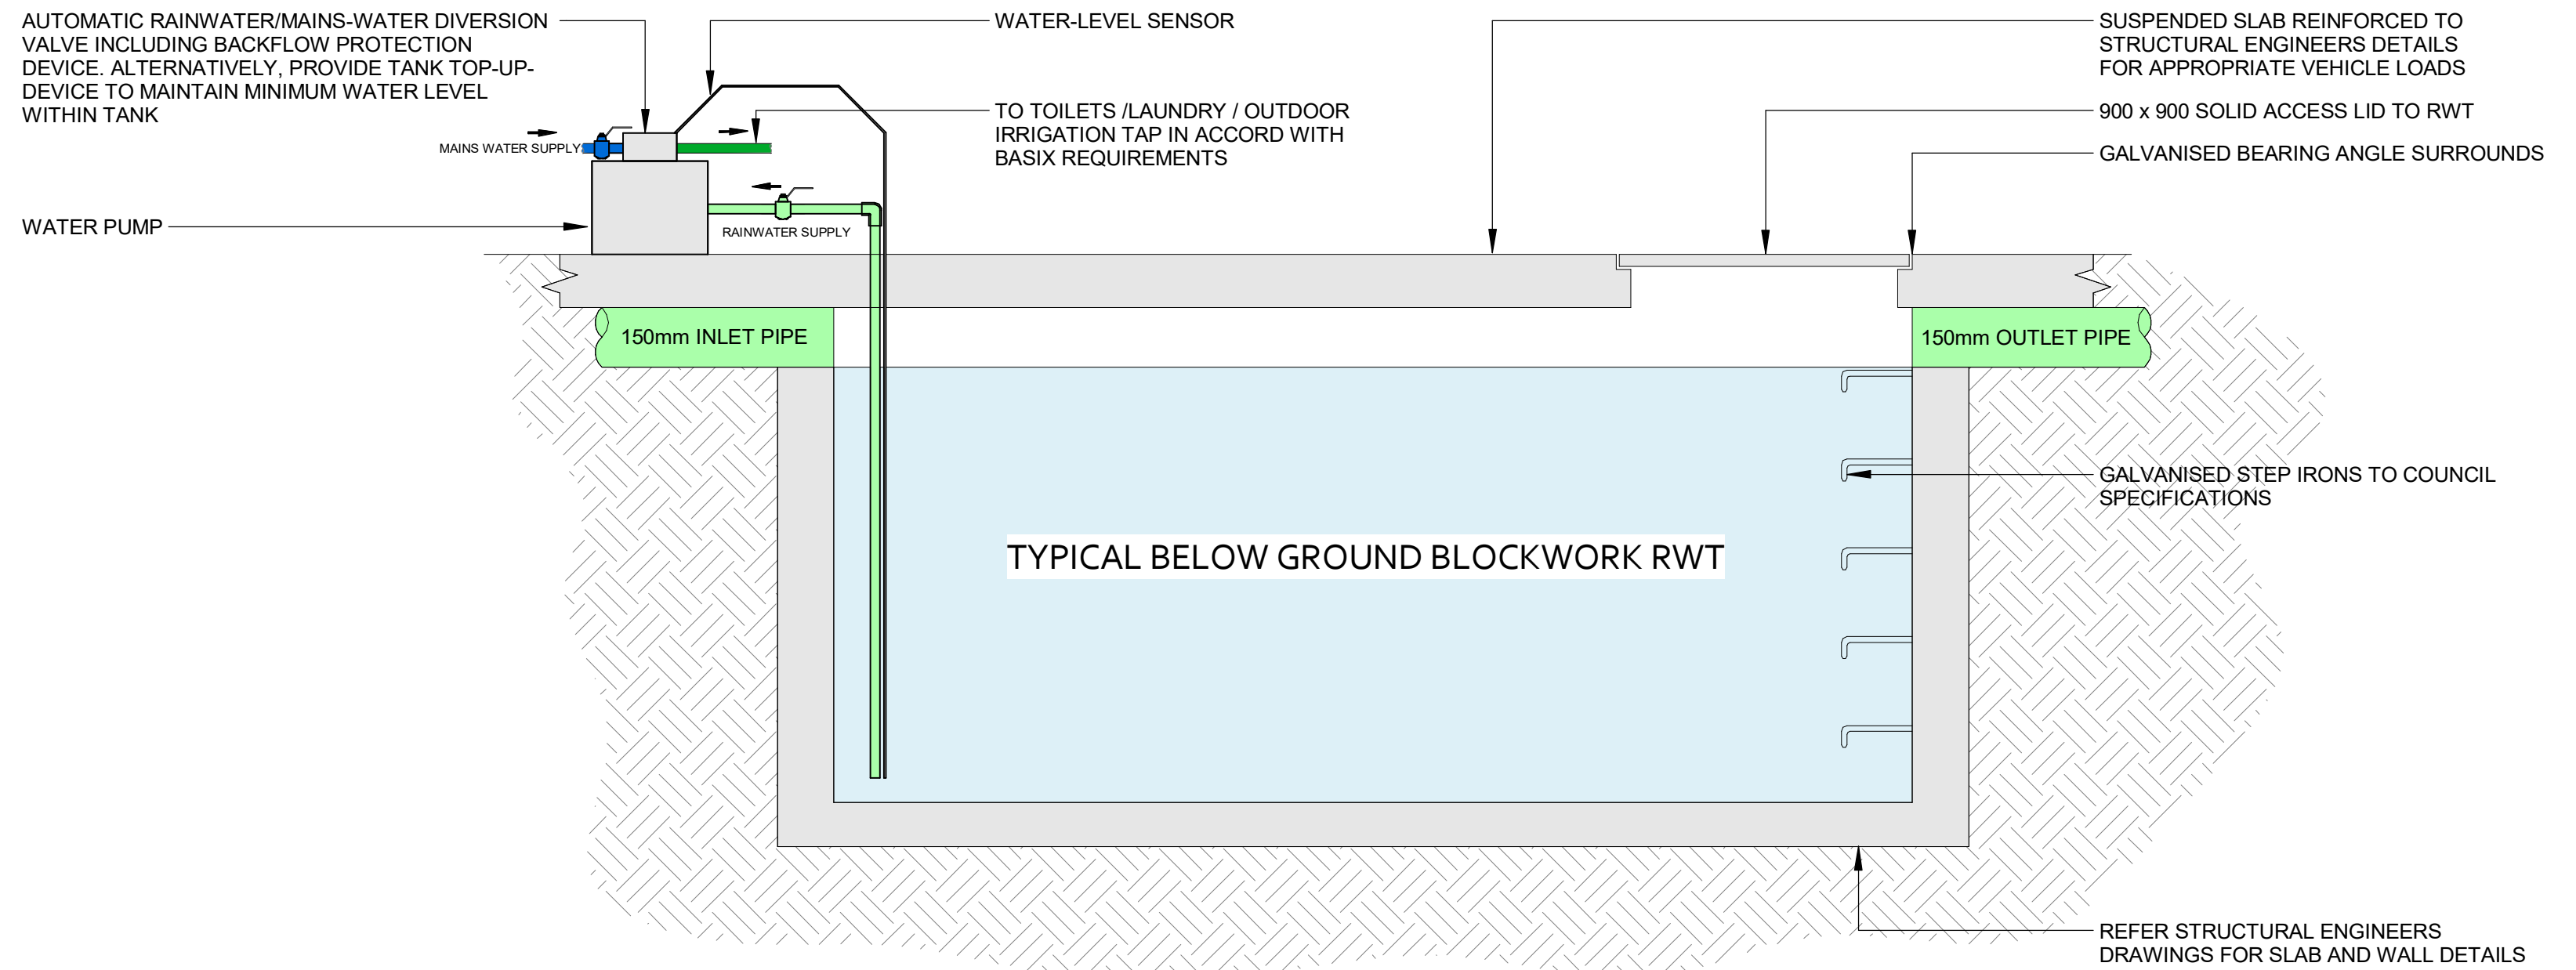 AUTOMATIC RAINWATER/MAINS-WATER DIVERSION
VALVE INCLUDING BACKFLOW PROTECTION
DEVICE. ALTERNATIVELY, PROVIDE TANK TOP-UP-
DEVICE TO MAINTAIN MINIMUM WATER LEVEL
WITHIN TANK
WATER-LEVEL SENSOR
SUSPENDED SLAB REINFORCED TO
STRUCTURAL ENGINEERS DETAILS
FOR APPROPRIATE VEHICLE LOADS
TO TOILETS /LAUNDRY / OUTDOOR
IRRIGATION TAP IN ACCORD WITH
BASIX REQUIREMENTS
900 x 900 SOLID ACCESS LID TO RWT
MAINS WATER SUPPLY
GALVANISED BEARING ANGLE SURROUNDS
WATER PUMP
RAINWATER SUPPLY
150mm INLET PIPE
150mm OUTLET PIPE
GALVANISED STEP IRONS TO COUNCIL
SPECIFICATIONS
TYPICAL BELOW GROUND BLOCKWORK RWT
REFER STRUCTURAL ENGINEERS
DRAWINGS FOR SLAB AND WALL DETAILS